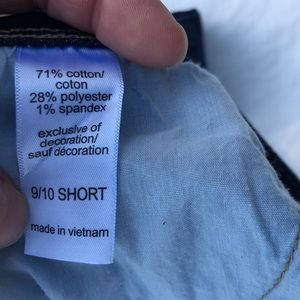 71% cotton/
coton
28% polyester
1% spandex
exclusive of
decoration/
sauf décoration
9/10 SHORT
made in vietnam